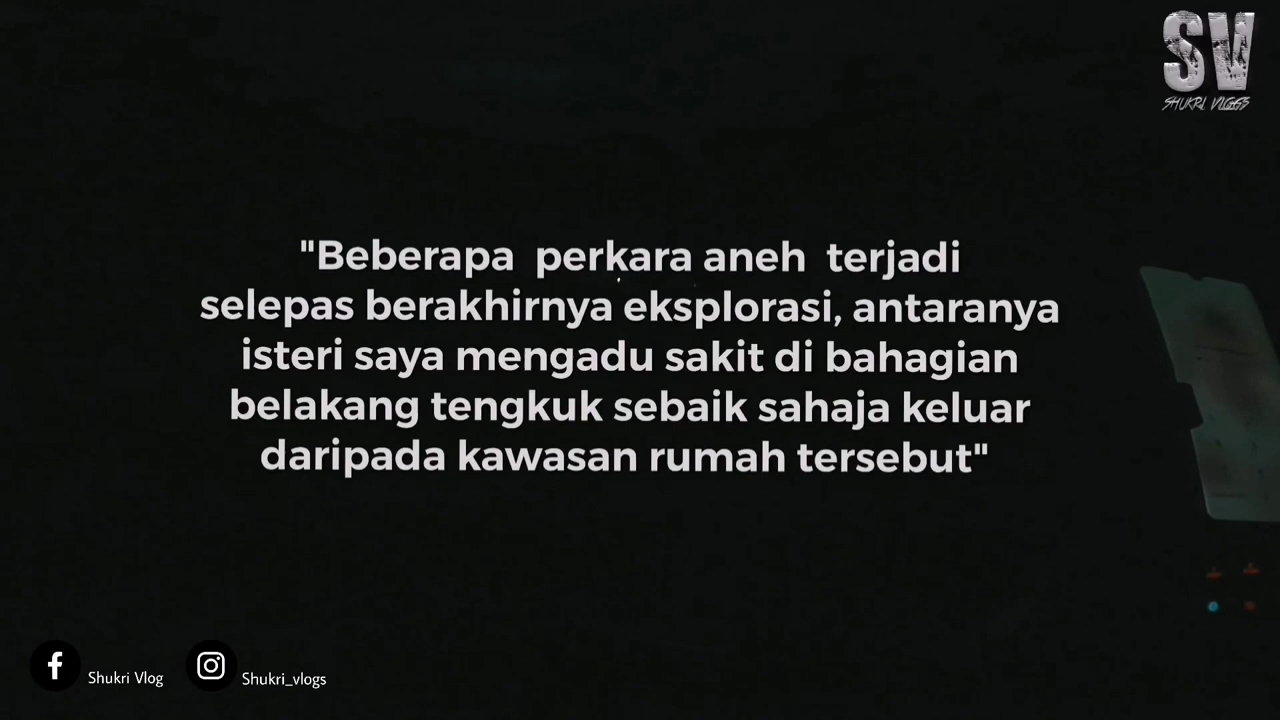 SV
SHUKRI VLOGS
"Beberapa perkara aneh terjadi
selepas berakhirnya eksplorasi, antaranya
isteri saya mengadu sakit di bahagian
belakang tengkuk sebaik sahaja keluar
daripada kawasan rumah tersebut"
Shukri Vlog
Shukri_vlogs